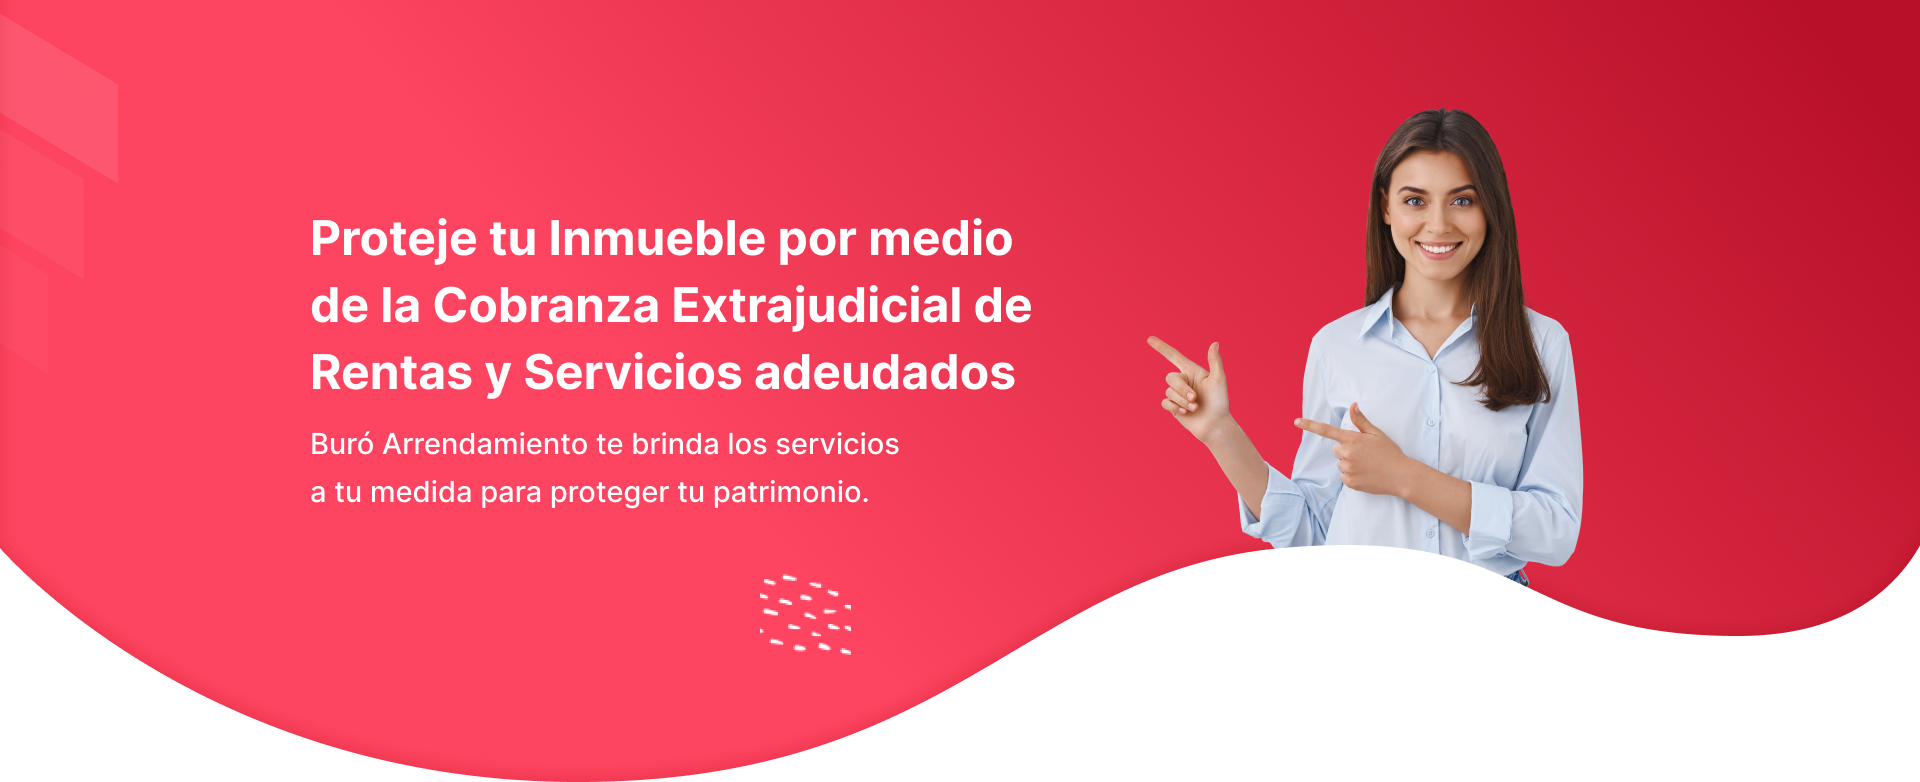 Proteje tu Inmueble por medio
de la Cobranza Extrajudicial de
Rentas y Servicios adeudados
Buró Arrendamiento te brinda los servicios
a tu medida para proteger tu patrimonio.